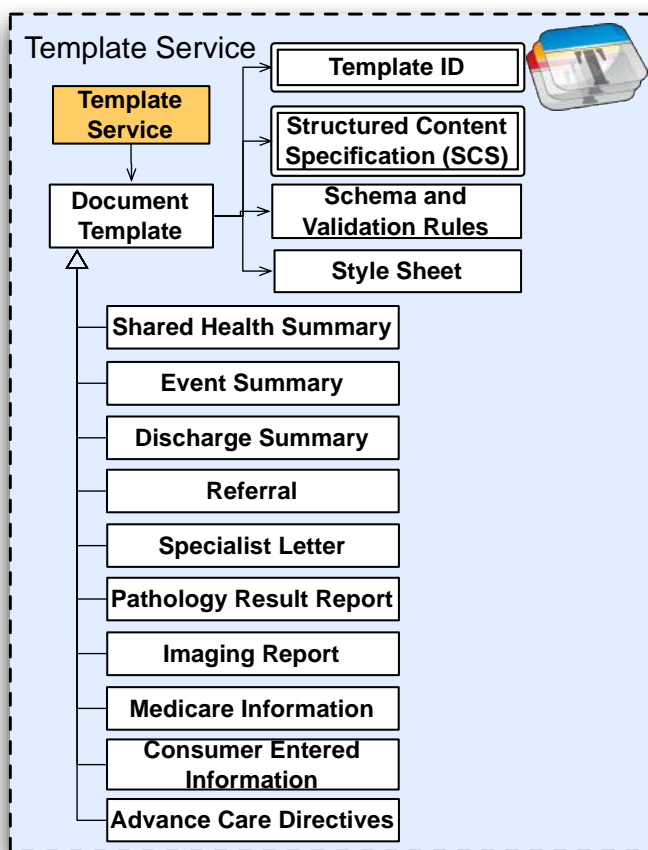 Template Service
Template
Service
Document
Template
Template ID
Structured Content
Specification (SCS)
Schema and
Validation Rules
Style Sheet
Shared Health Summary
Event Summary
Discharge Summary
Referral
Specialist Letter
Pathology Result Report
Imaging Report
Medicare Information
Consumer Entered
Information
Advance Care Directives